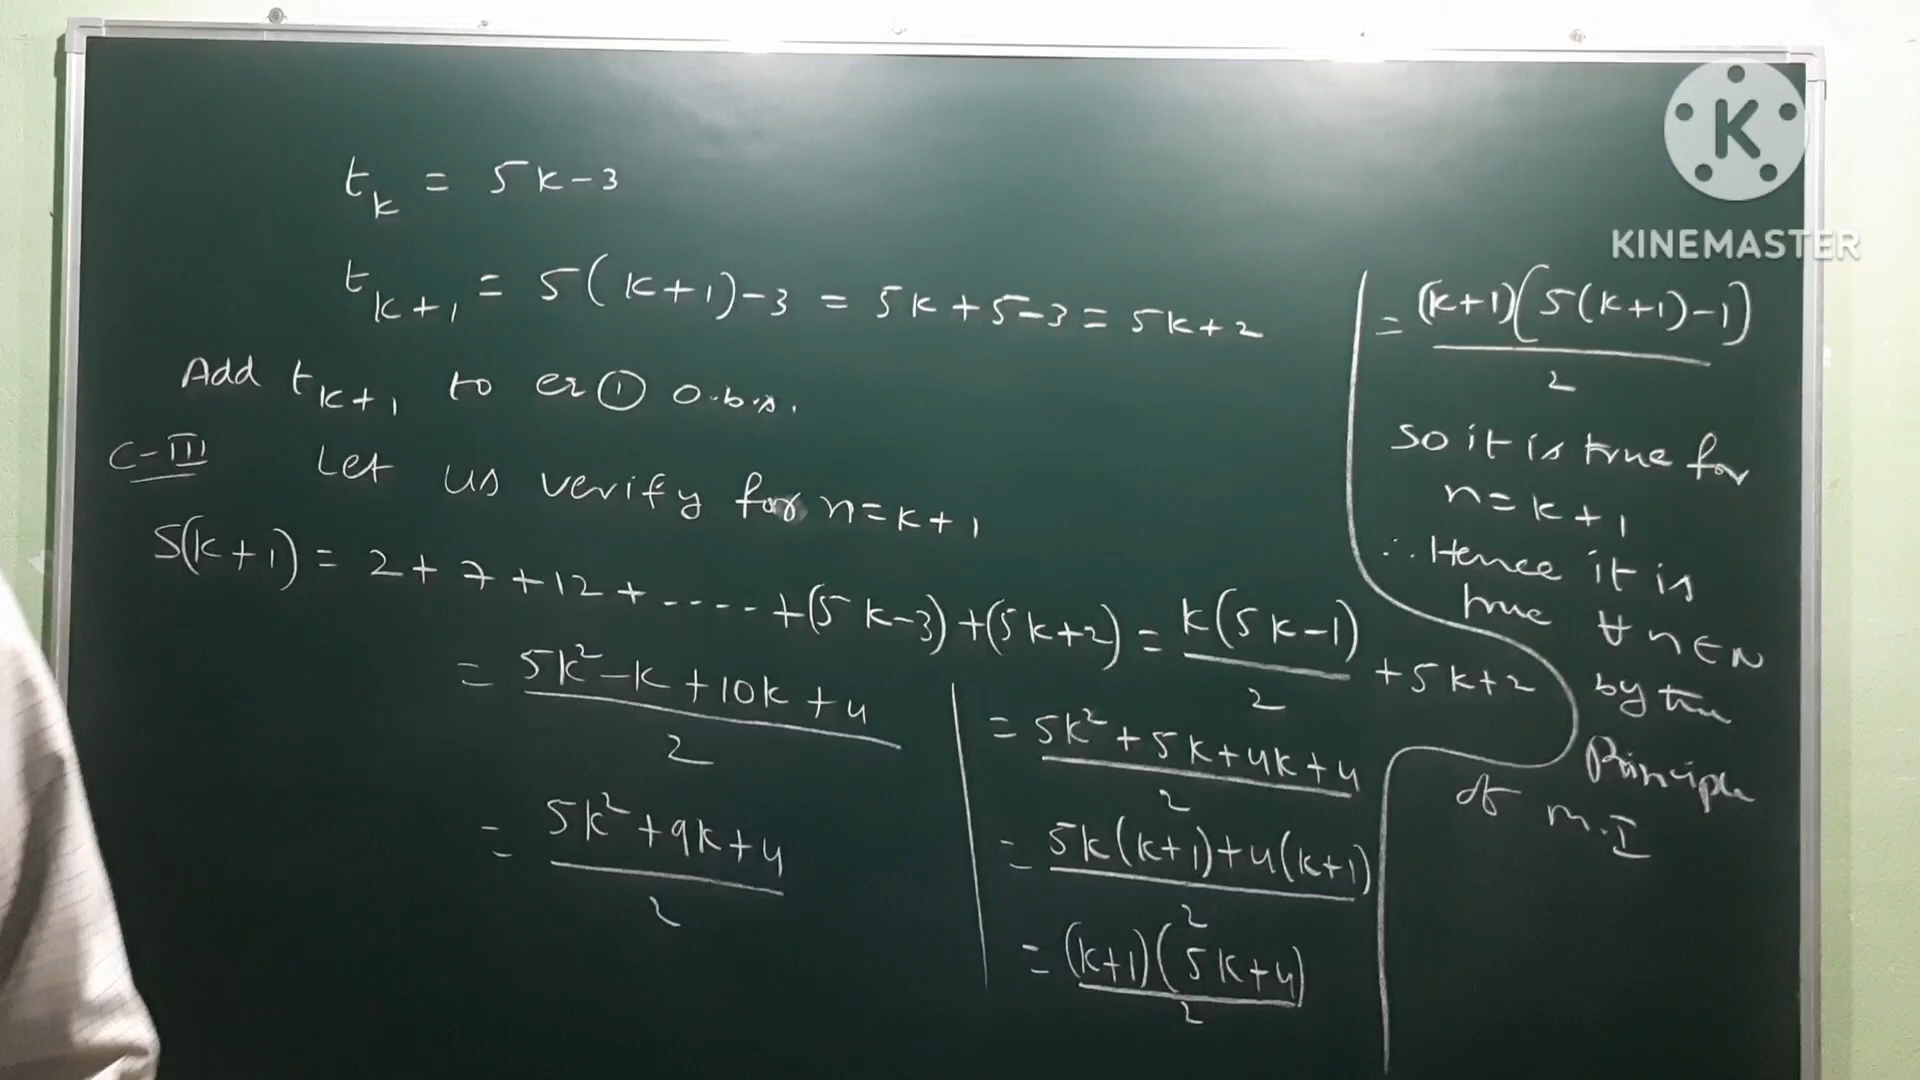 t_k = 5k-3
t_{k+1} = 5(k+1)-3 = 5k+5-3 = 5k+2
Add t_{k+1} to er ① o.b.s.
C-III Let us verify for n=k+1
S(k+1) = 2+7+12+----+(5k-3)+(5k+2) = k(5k-1)/2 +5k+2
= (5k²-k+10k+4)/2
= (5k²+9k+4)/2
= (5k²+5k+4k+4)/2
= (5k(k+1)+4(k+1))/2
= (k+1)(5k+4)/2
= (k+1)(5(k+1)-1)/2
So it is true for
n=k+1
∴ Hence it is
true ∀ n∈N
by the
Principle
of M.I
K
KINEMASTER